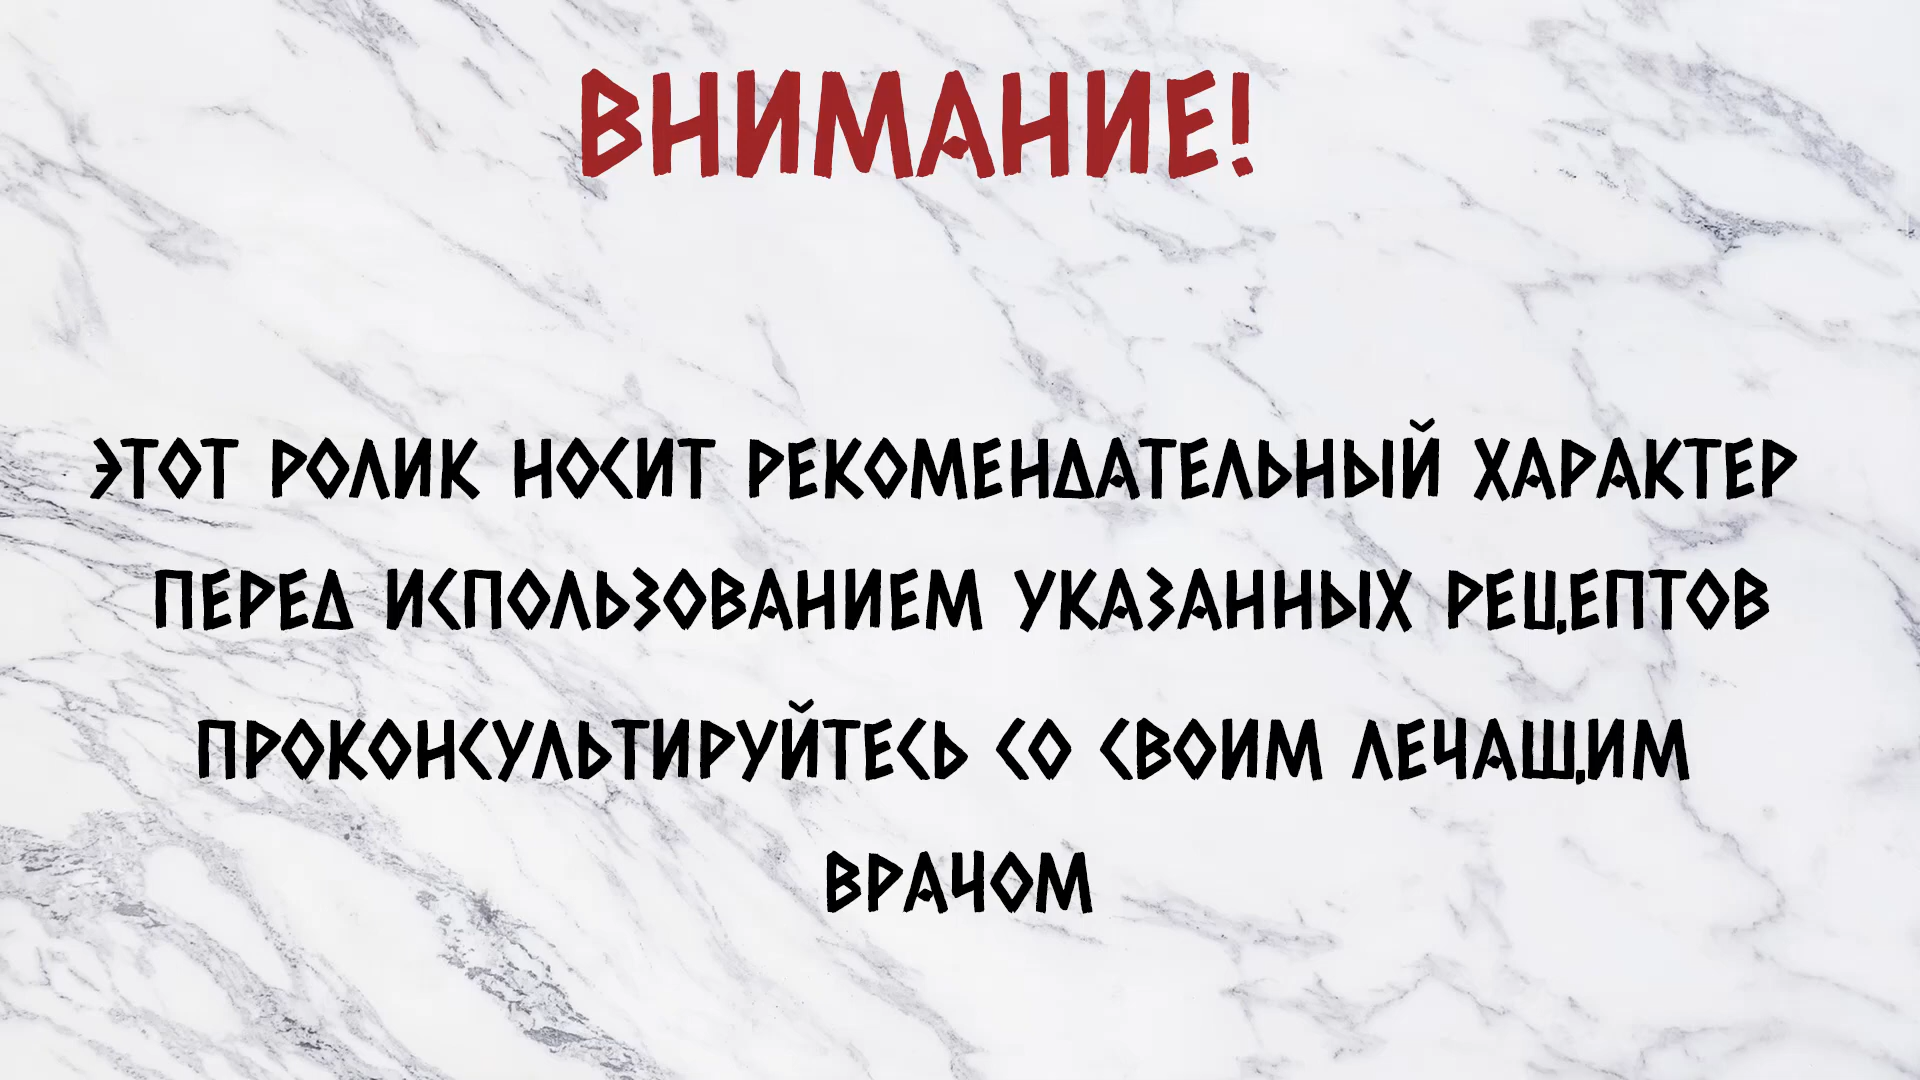 ВНИМАНИЕ!
ЭТОТ РОЛИК НОСИТ РЕКОМЕНДАТЕЛЬНЫЙ ХАРАКТЕР
ПЕРЕД ИСПОЛЬЗОВАНИЕМ УКАЗАННЫХ РЕЦЕПТОВ
ПРОКОНСУЛЬТИРУЙТЕСЬ СО СВОИМ ЛЕЧАЩИМ
ВРАЧОМ